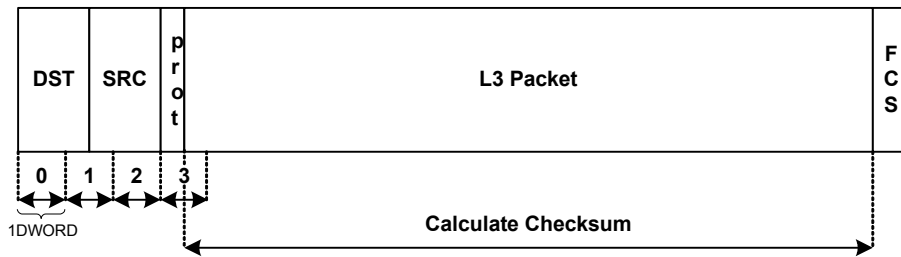 DST
SRC
p
r
o
t
L3 Packet
F
C
S
0
1
2
3
1DWORD
Calculate Checksum